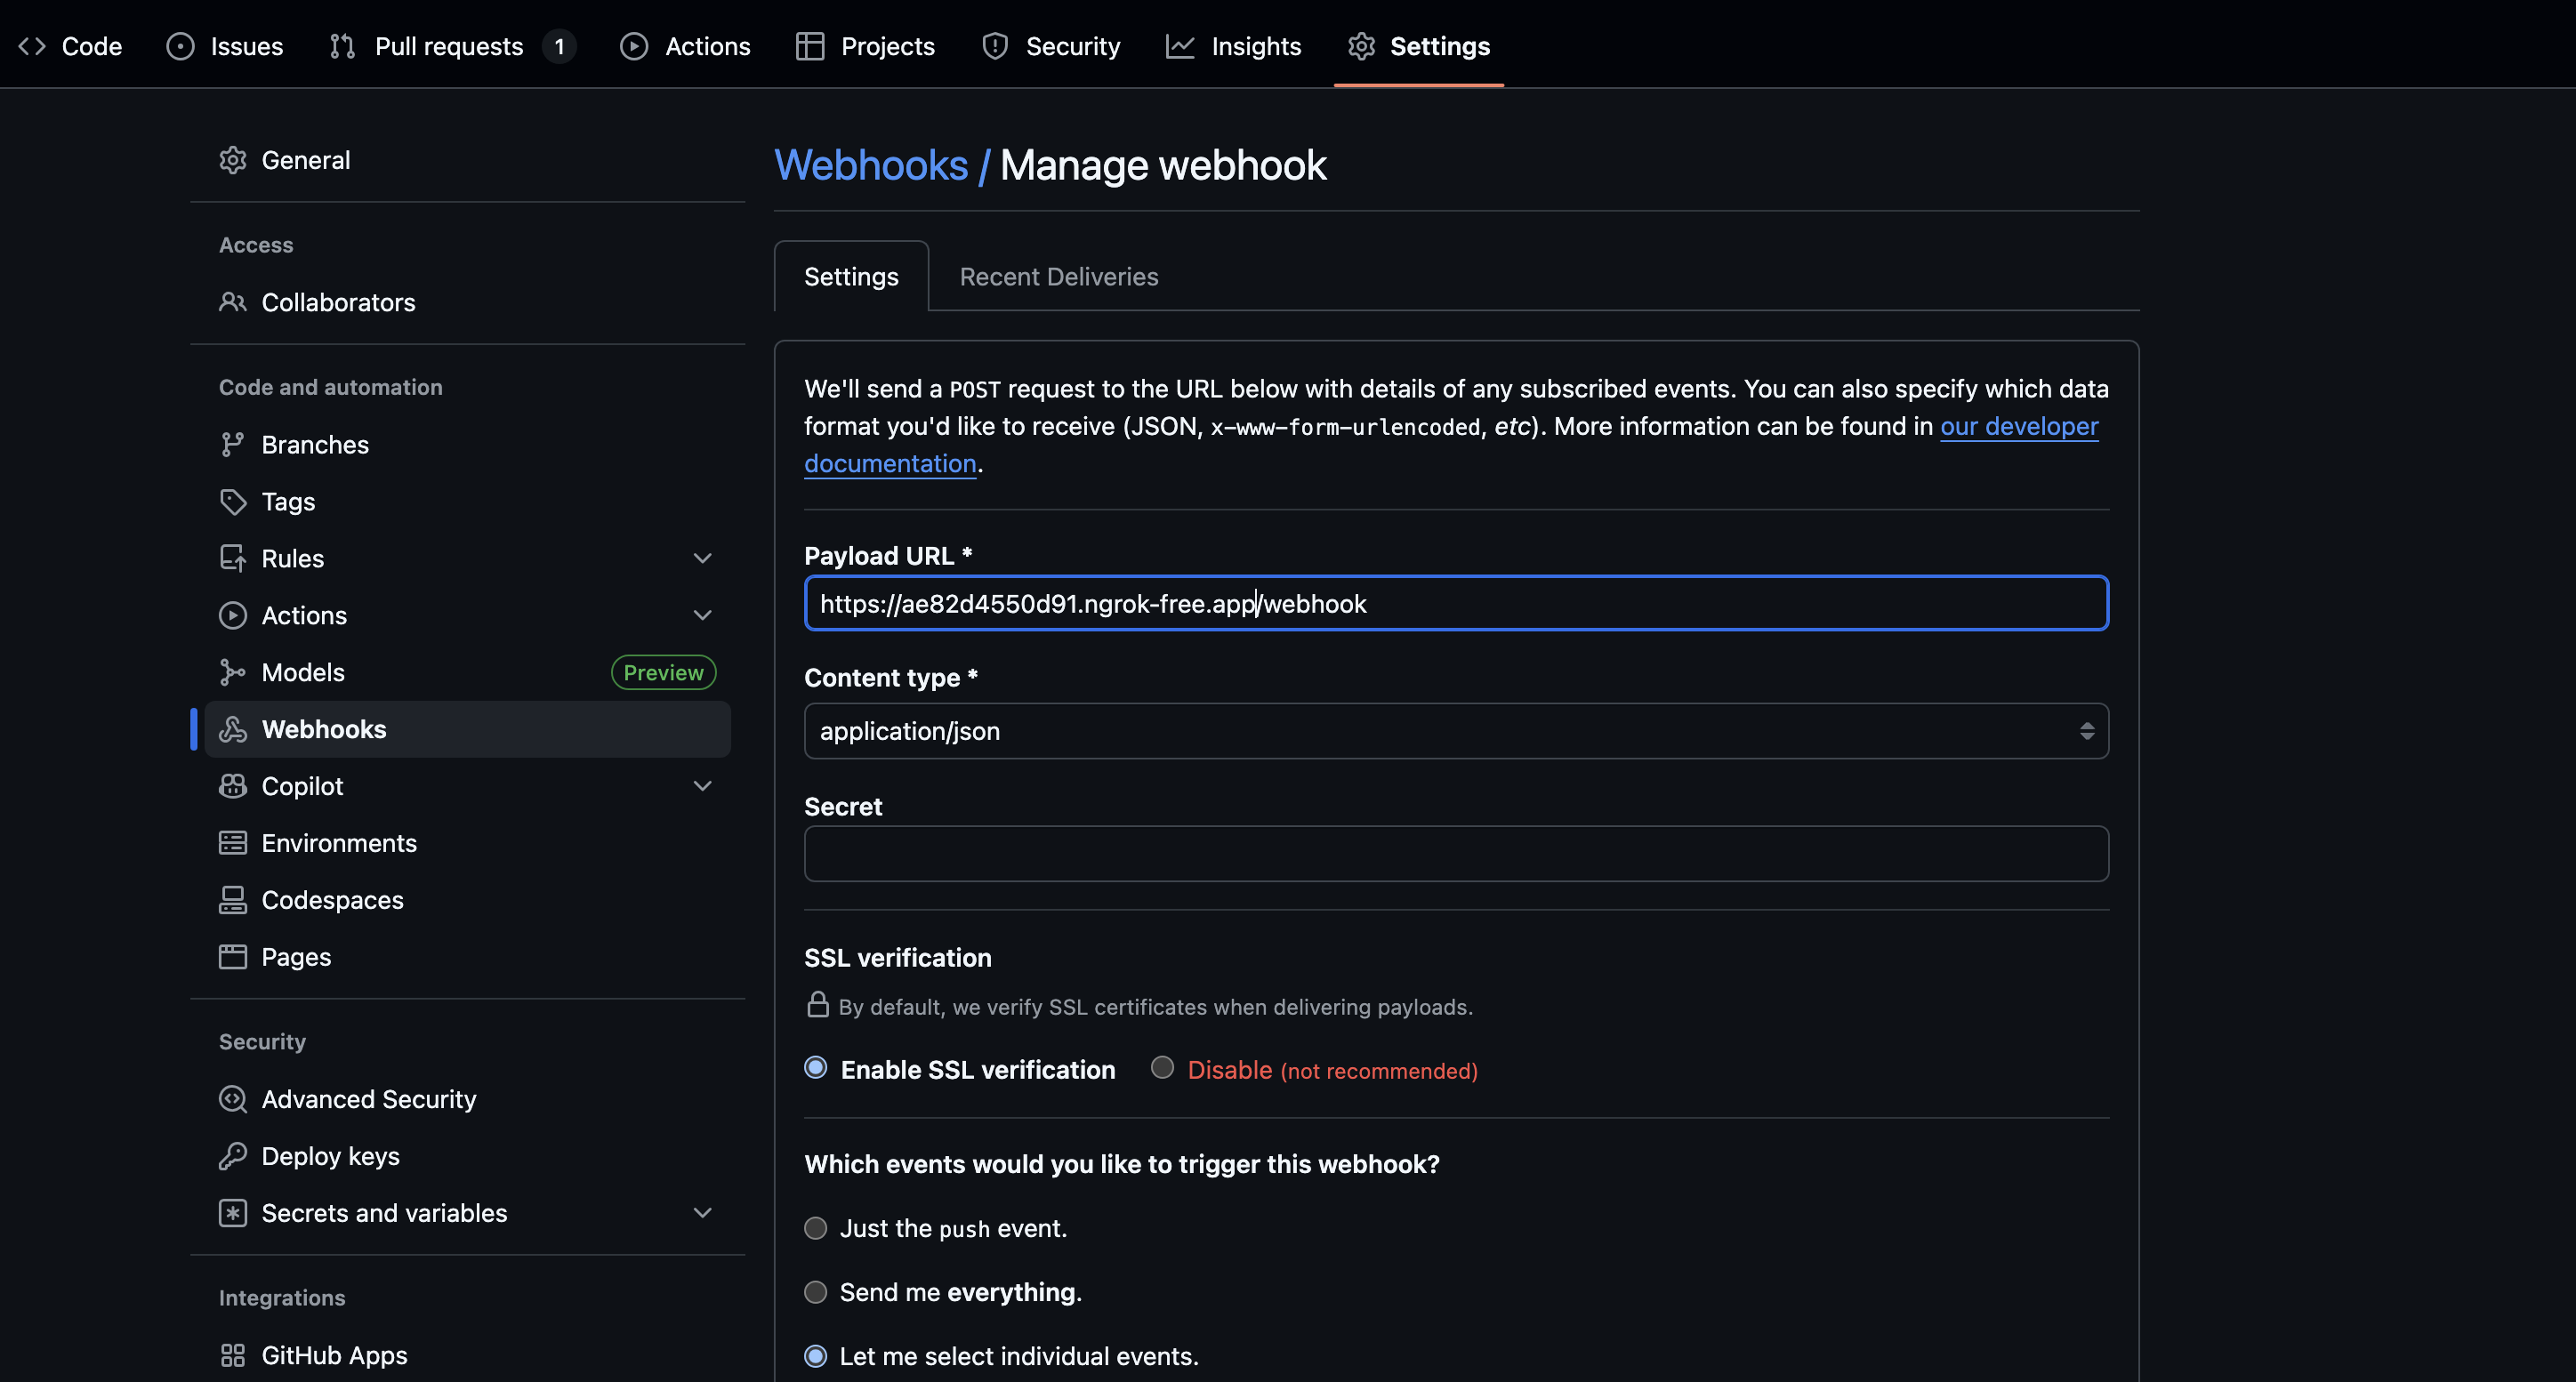 Code Issues Pull requests 1 Actions Projects Security Insights Settings
General
Access
Collaborators
Code and automation
Branches
Tags
Rules
Actions
Models Preview
Webhooks
Copilot
Environments
Codespaces
Pages
Security
Advanced Security
Deploy keys
Secrets and variables
Integrations
GitHub Apps
Webhooks / Manage webhook
Settings Recent Deliveries
We'll send a POST request to the URL below with details of any subscribed events. You can also specify which data
format you'd like to receive (JSON, x-www-form-urlencoded, etc). More information can be found in our developer
documentation.
Payload URL *
https://ae82d4550d91.ngrok-free.app/webhook
Content type *
application/json
Secret
SSL verification
By default, we verify SSL certificates when delivering payloads.
Enable SSL verification Disable (not recommended)
Which events would you like to trigger this webhook?
Just the push event.
Send me everything.
Let me select individual events.